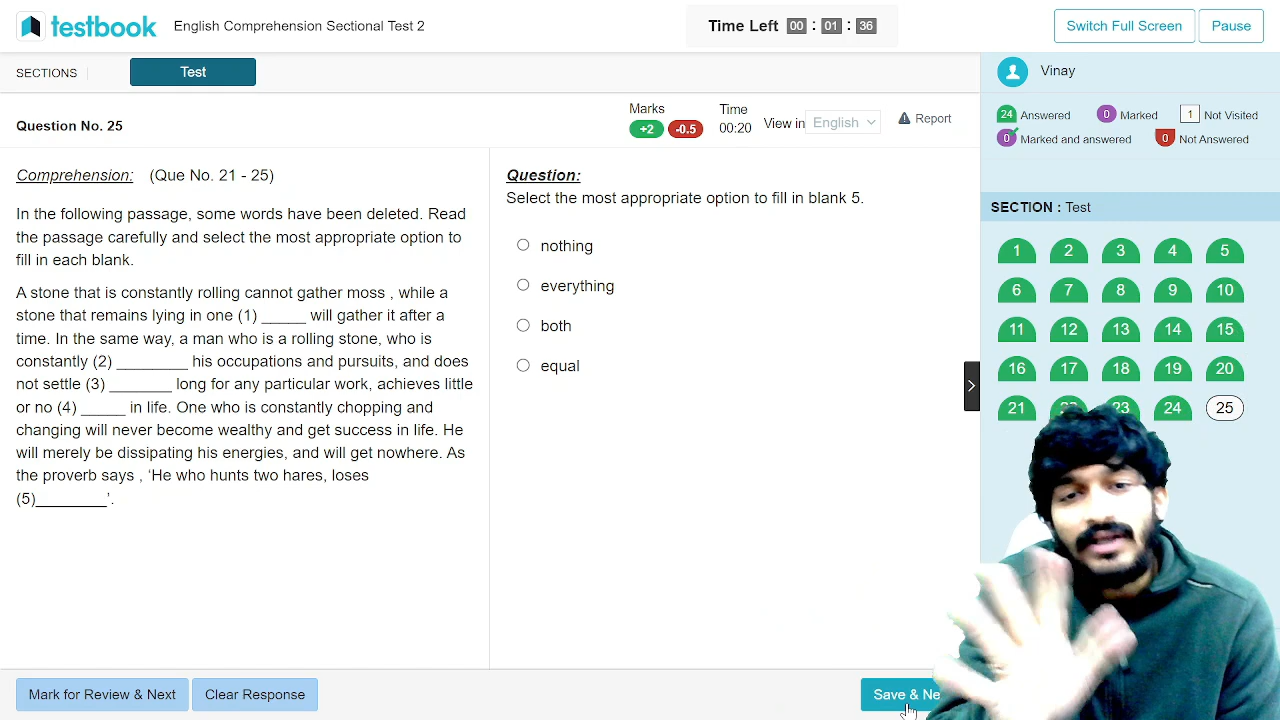 testbook English Comprehension Sectional Test 2 Time Left 00 : 01 : 36 Switch Full Screen Pause
SECTIONS Test Vinay
Question No. 25 Marks +2 -0.5 Time 00:20 View in English Report
24 Answered 0 Marked 1 Not Visited
0 Marked and answered 0 Not Answered
Comprehension: (Que No. 21 - 25)
In the following passage, some words have been deleted. Read
the passage carefully and select the most appropriate option to
fill in each blank.
A stone that is constantly rolling cannot gather moss , while a
stone that remains lying in one (1) _____ will gather it after a
time. In the same way, a man who is a rolling stone, who is
constantly (2) ________ his occupations and pursuits, and does
not settle (3) _______ long for any particular work, achieves little
or no (4) _____ in life. One who is constantly chopping and
changing will never become wealthy and get success in life. He
will merely be dissipating his energies, and will get nowhere. As
the proverb says , ‘He who hunts two hares, loses
(5)________’.
Question:
Select the most appropriate option to fill in blank 5.
nothing
everything
both
equal
SECTION : Test
1 2 3 4 5
6 7 8 9 10
11 12 13 14 15
16 17 18 19 20
21 22 23 24 25
Mark for Review & Next Clear Response Save & Ne